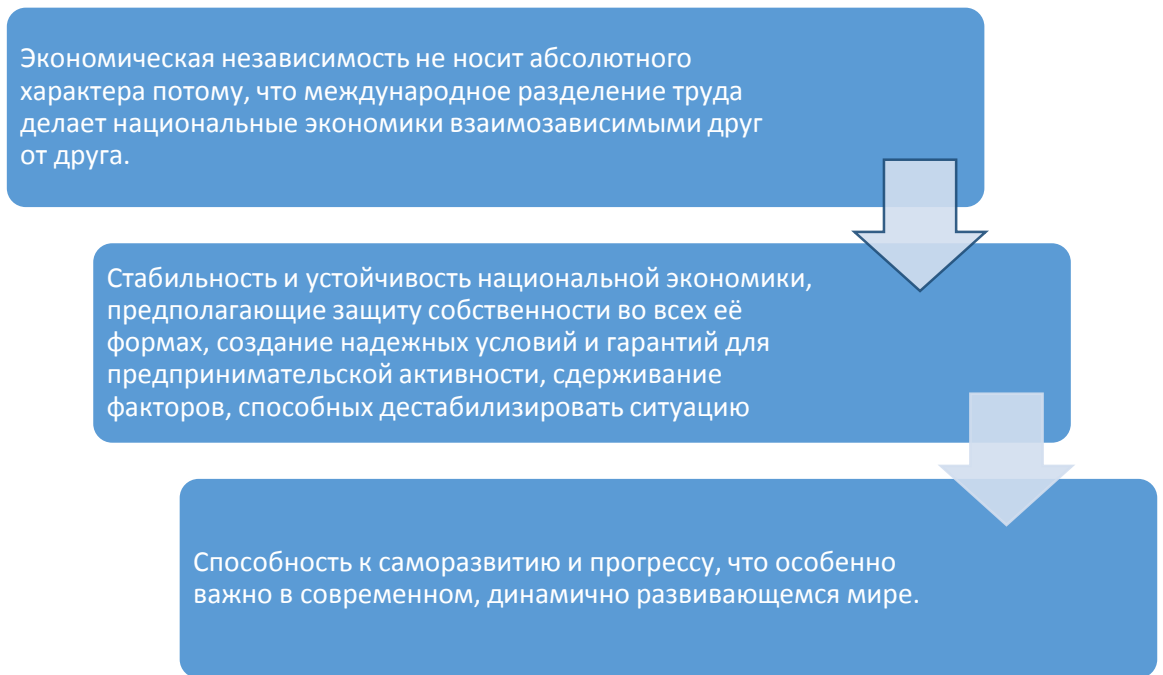 Экономическая независимость не носит абсолютного
характера потому, что международное разделение труда
делает национальные экономики взаимозависимыми друг
от друга.
Стабильность и устойчивость национальной экономики,
предполагающие защиту собственности во всех её
формах, создание надежных условий и гарантий для
предпринимательской активности, сдерживание
факторов, способных дестабилизировать ситуацию
Способность к саморазвитию и прогрессу, что особенно
важно в современном, динамично развивающемся мире.